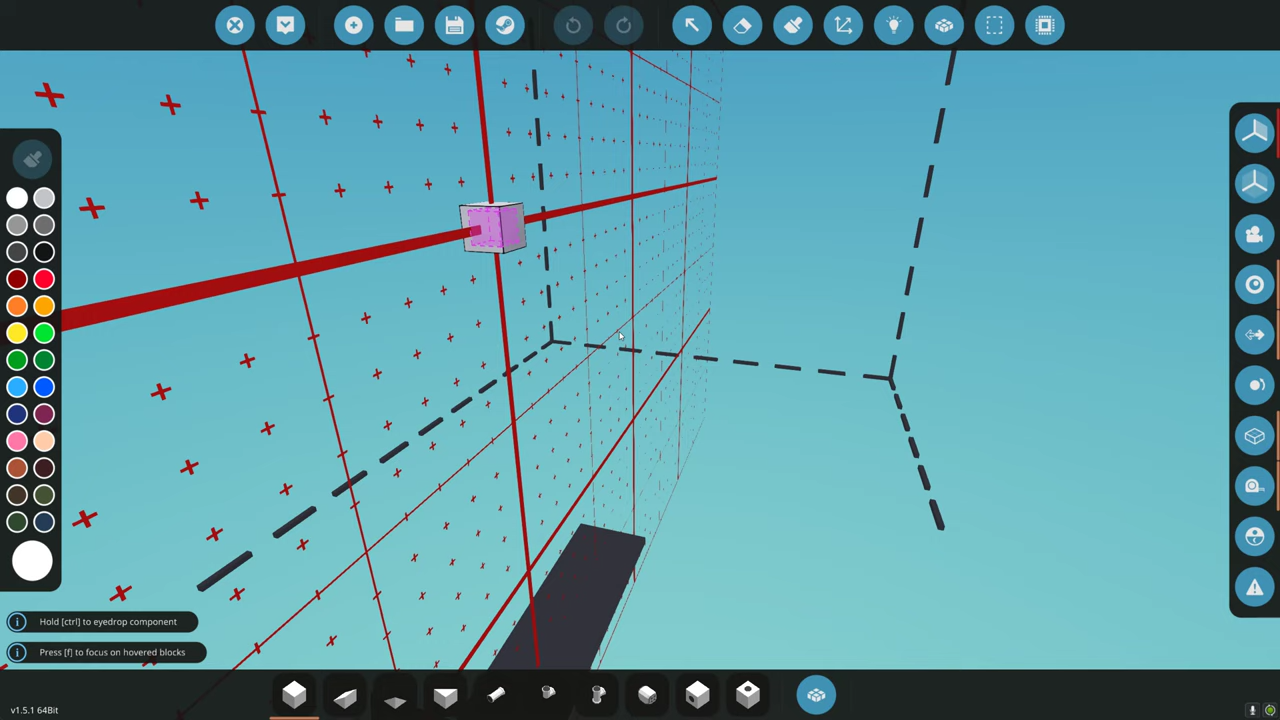 Hold [ctrl] to eyedrop component
Press [f] to focus on hovered blocks
v1.5.1 64Bit